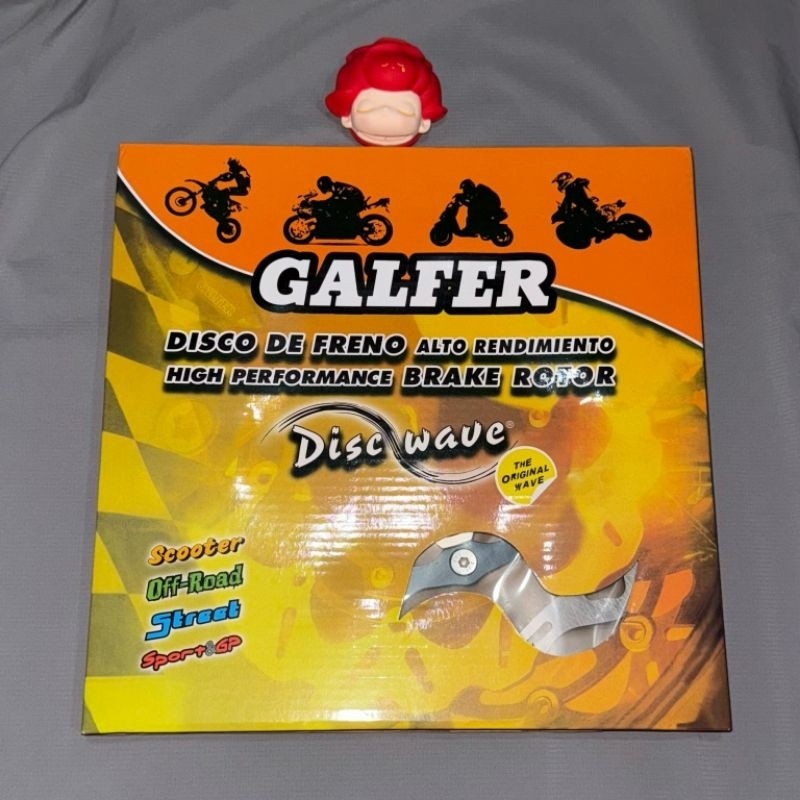 GALFER
DISCO DE FRENO ALTO RENDIMIENTO
HIGH PERFORMANCE BRAKE ROTOR
Disc wave®
THE
ORIGINAL
WAVE
Scooter
Off-Road
Street
Sport&GP